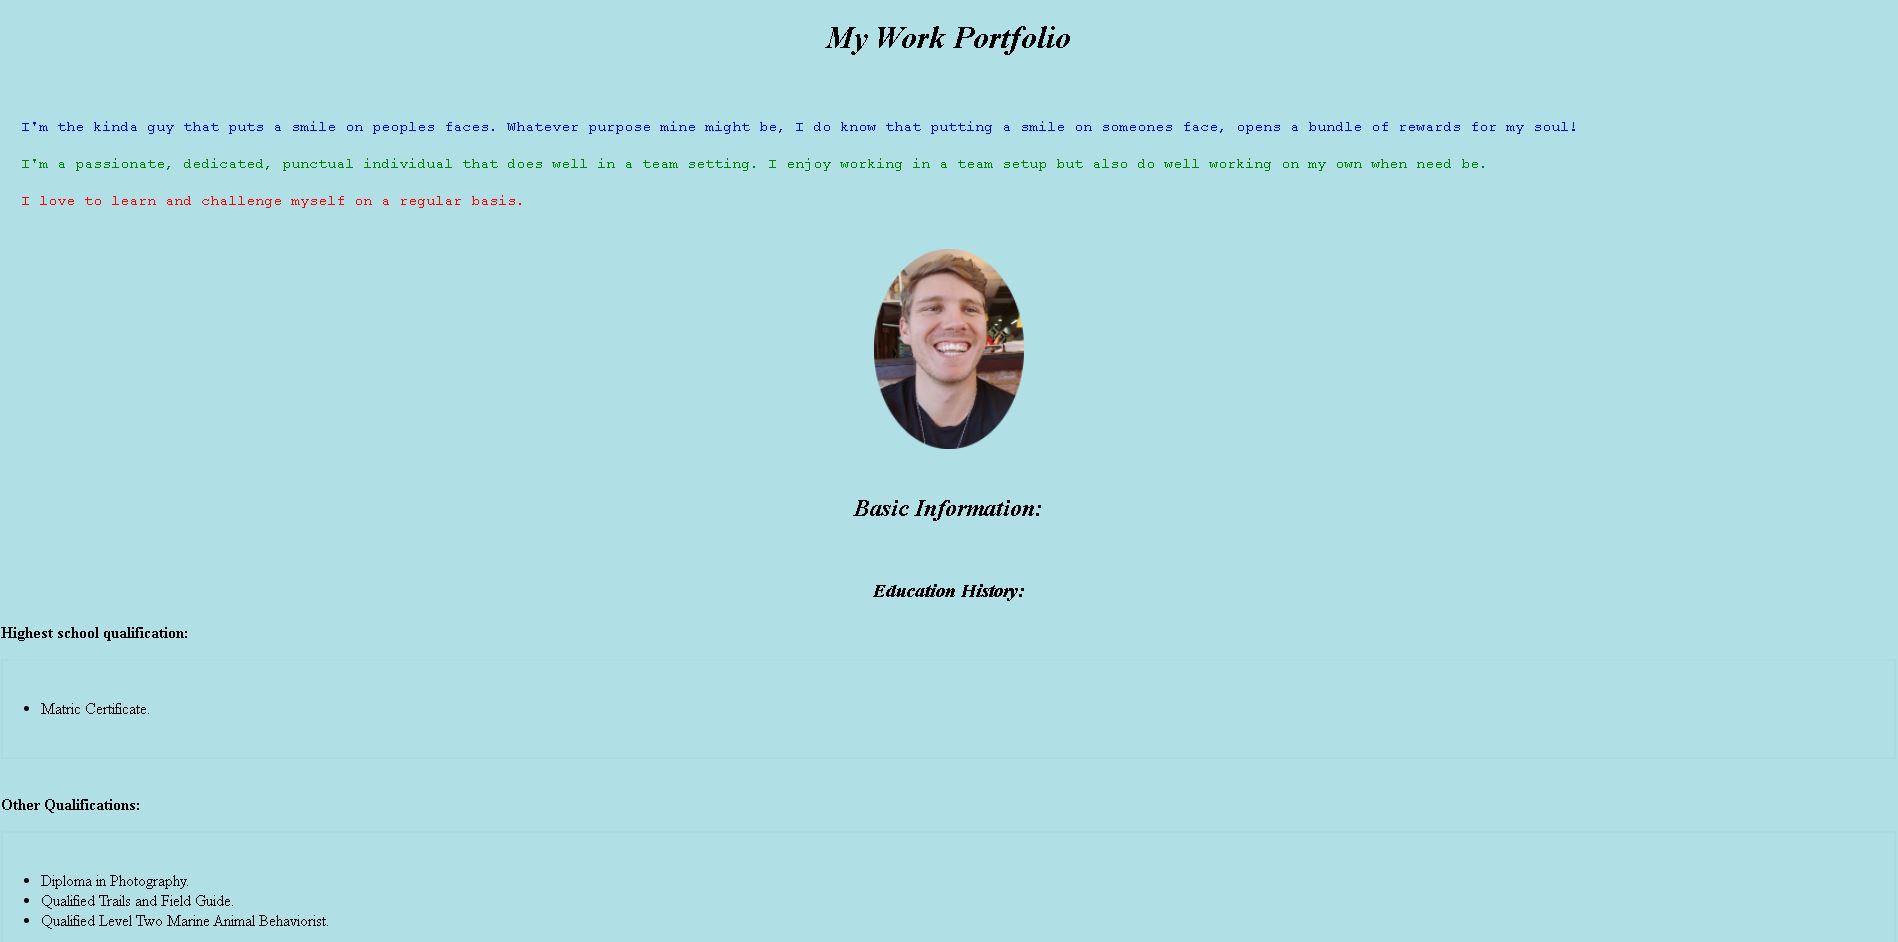 My Work Portfolio
I'm the kinda guy that puts a smile on peoples faces. Whatever purpose mine might be, I do know that putting a smile on someones face, opens a bundle of rewards for my soul!
I'm a passionate, dedicated, punctual individual that does well in a team setting. I enjoy working in a team setup but also do well working on my own when need be.
I love to learn and challenge myself on a regular basis.
Basic Information:
Education History:
Highest school qualification:
• Matric Certificate.
Other Qualifications:
• Diploma in Photography.
• Qualified Trails and Field Guide.
• Qualified Level Two Marine Animal Behaviorist.